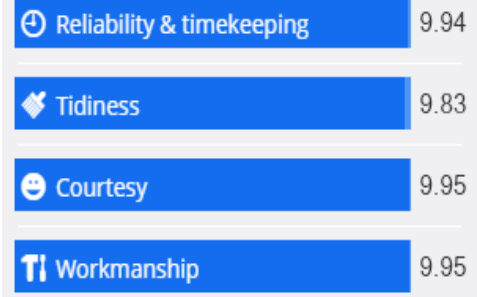 Reliability & timekeeping 9.94
Tidiness 9.83
Courtesy 9.95
Workmanship 9.95